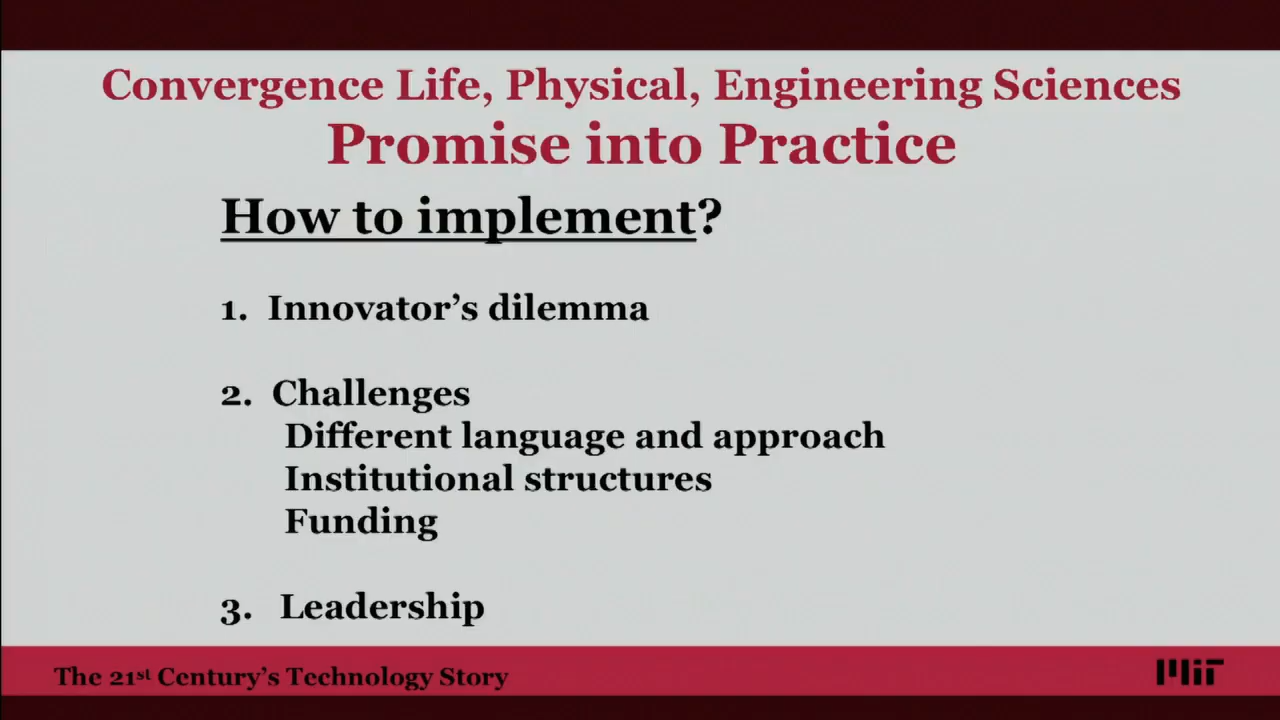 Convergence Life, Physical, Engineering Sciences
Promise into Practice
How to implement?
1. Innovator's dilemma
2. Challenges
Different language and approach
Institutional structures
Funding
3. Leadership
The 21st Century's Technology Story
MIT